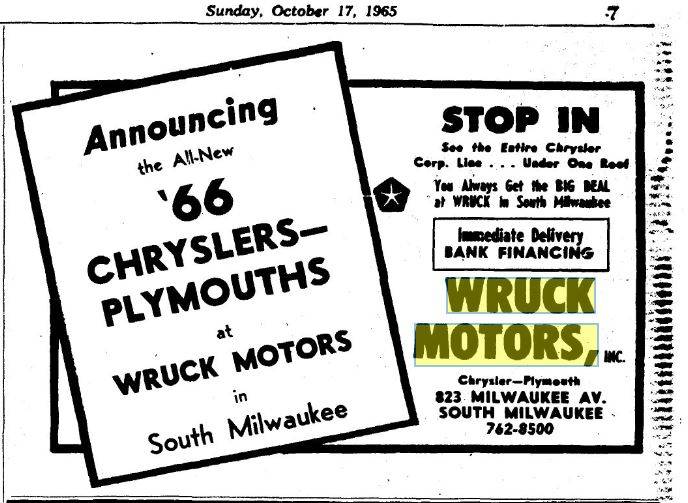 Sunday, October 17, 1965
7
Announcing
the All-New
'66
CHRYSLERS—
PLYMOUTHS
at
WRUCK MOTORS
in
South Milwaukee
STOP IN
See the Entire Chrysler
Corp. Line . . . Under One Roof
You Always Get the BIG DEAL
at WRUCK in South Milwaukee
Immediate Delivery
BANK FINANCING
WRUCK
MOTORS, INC.
Chrysler—Plymouth
823 MILWAUKEE AV.
SOUTH MILWAUKEE
762-8500